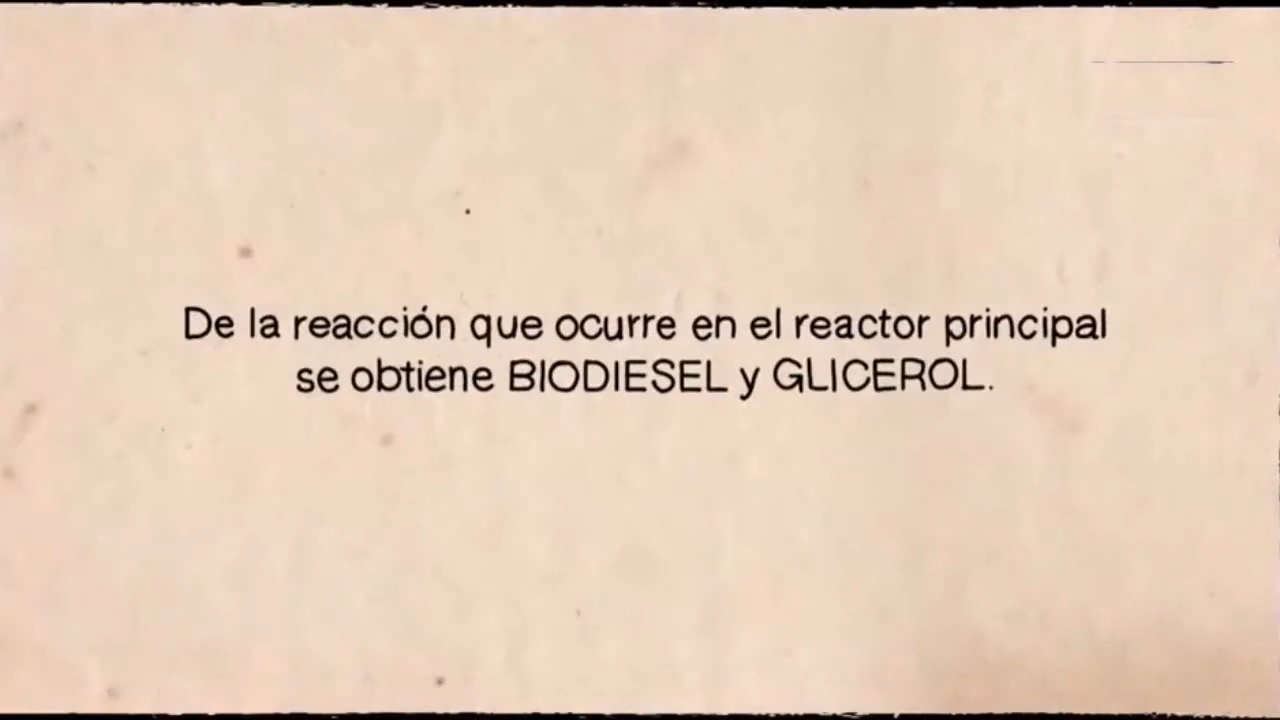 De la reacción que ocurre en el reactor principal
se obtiene BIODIESEL y GLICEROL.